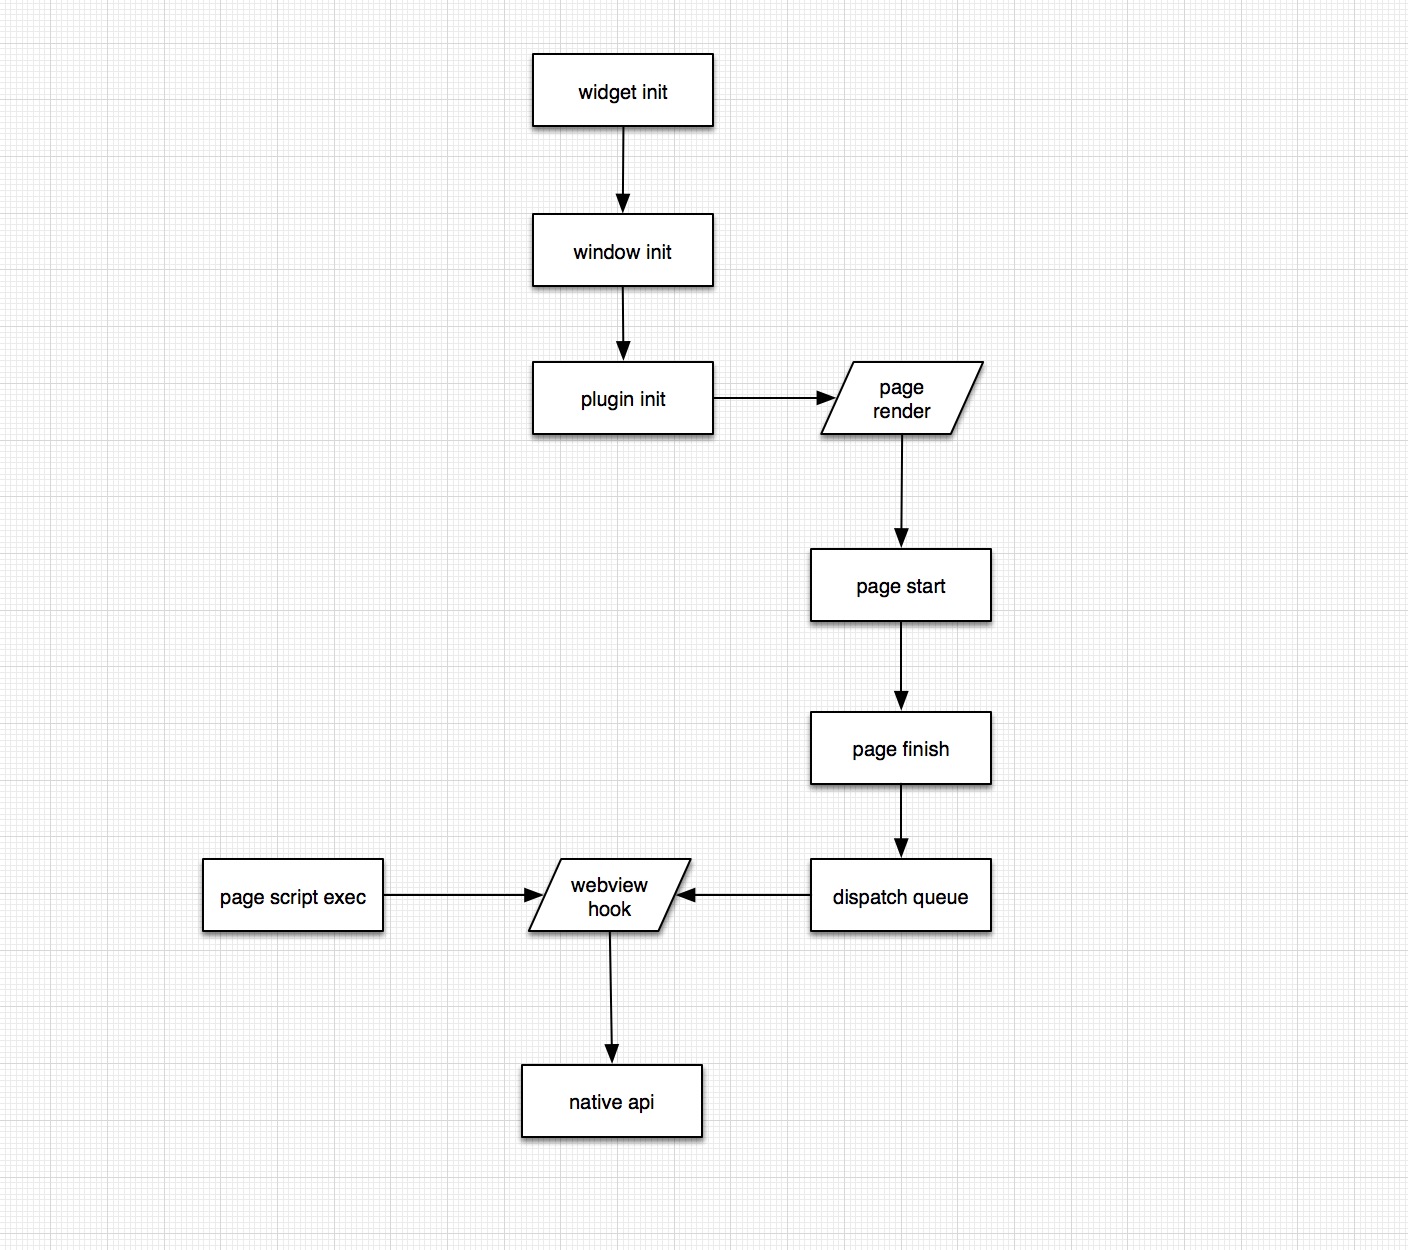 widget init
window init
plugin init
page
render
page start
page finish
page script exec
webview
hook
dispatch queue
native api